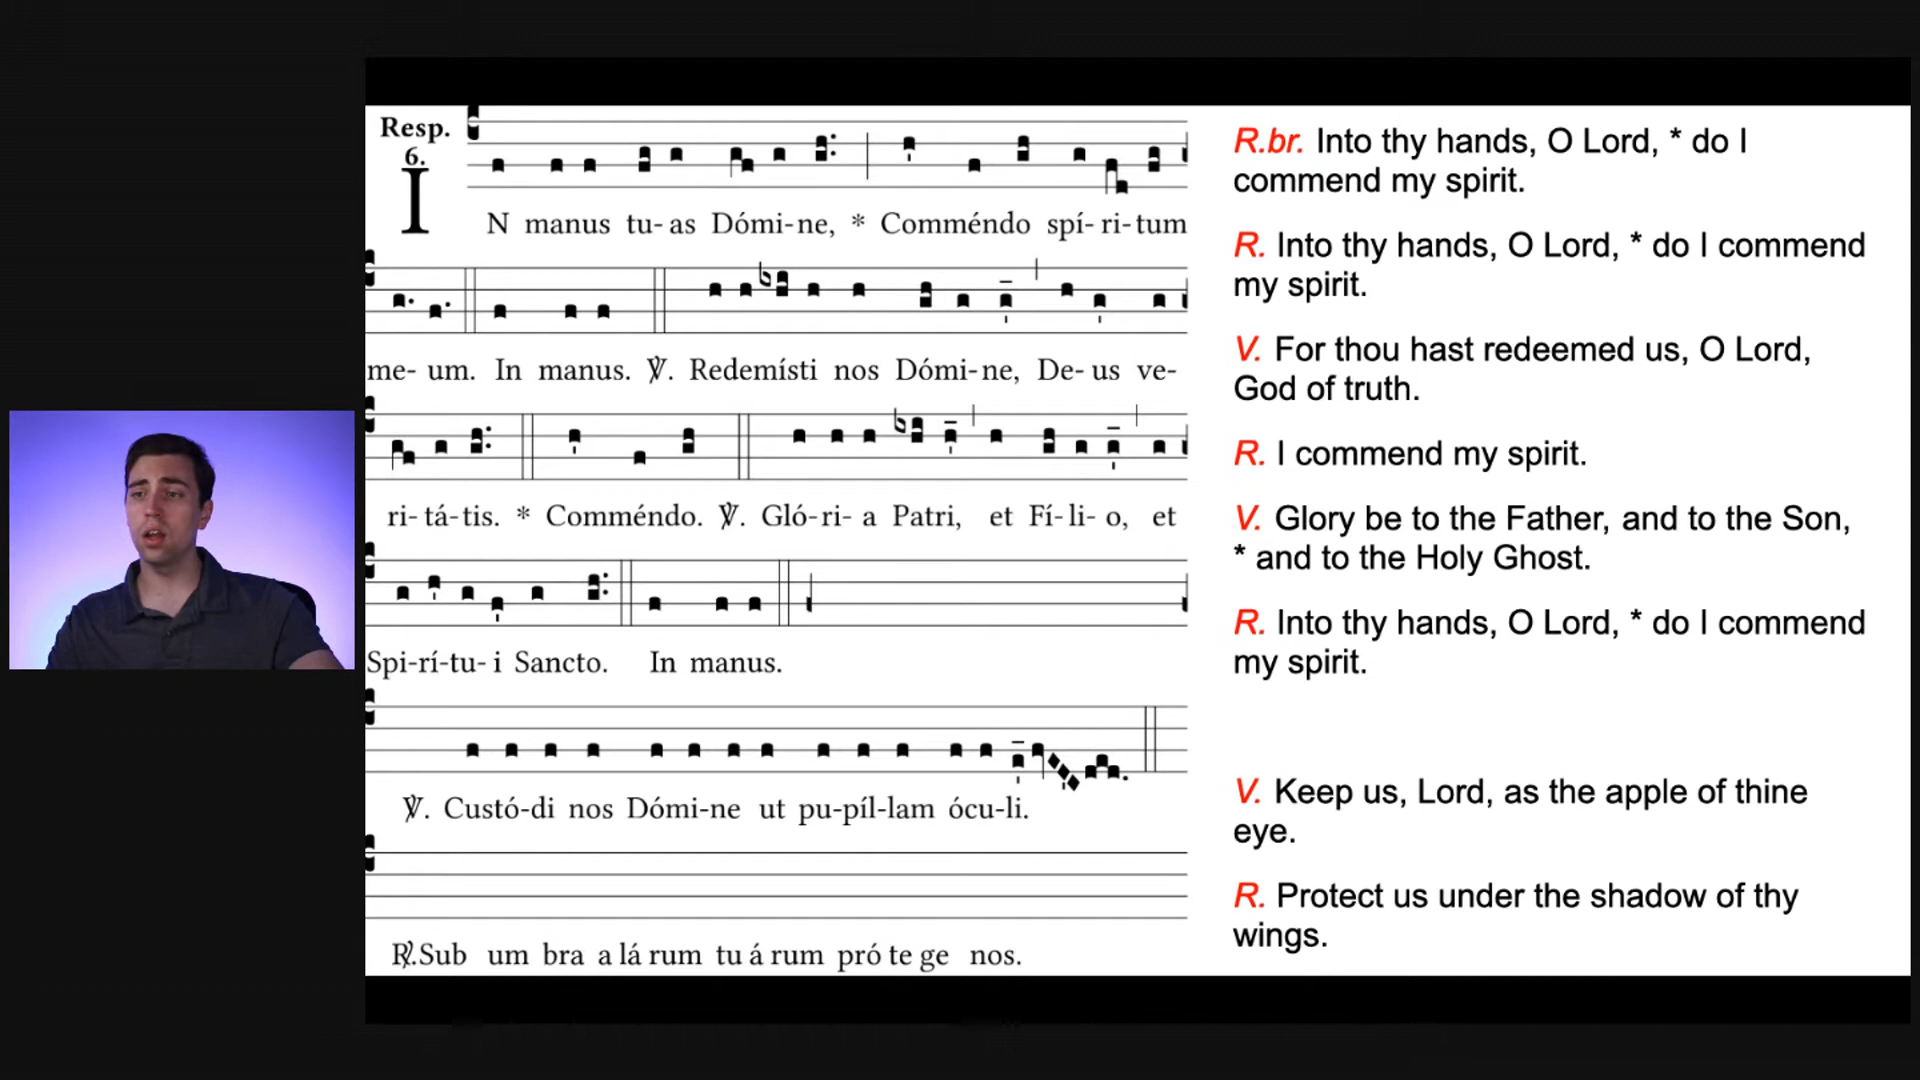 Resp.
6.
IN manus tu-as Dómi-ne, * Comméndo spí-ri-tum
me-um. In manus. ℣. Redemísti nos Dómi-ne, De-us ve-
ri-tá-tis. * Comméndo. ℣. Gló-ri-a Patri, et Fí-li-o, et
Spi-rí-tu-i Sancto. In manus.
℣. Custó-di nos Dómi-ne ut pu-píl-lam ócu-li.
℟.Sub um bra a lá rum tu á rum pró te ge nos.
R.br. Into thy hands, O Lord, * do I
commend my spirit.
R. Into thy hands, O Lord, * do I commend
my spirit.
V. For thou hast redeemed us, O Lord,
God of truth.
R. I commend my spirit.
V. Glory be to the Father, and to the Son,
* and to the Holy Ghost.
R. Into thy hands, O Lord, * do I commend
my spirit.
V. Keep us, Lord, as the apple of thine
eye.
R. Protect us under the shadow of thy
wings.